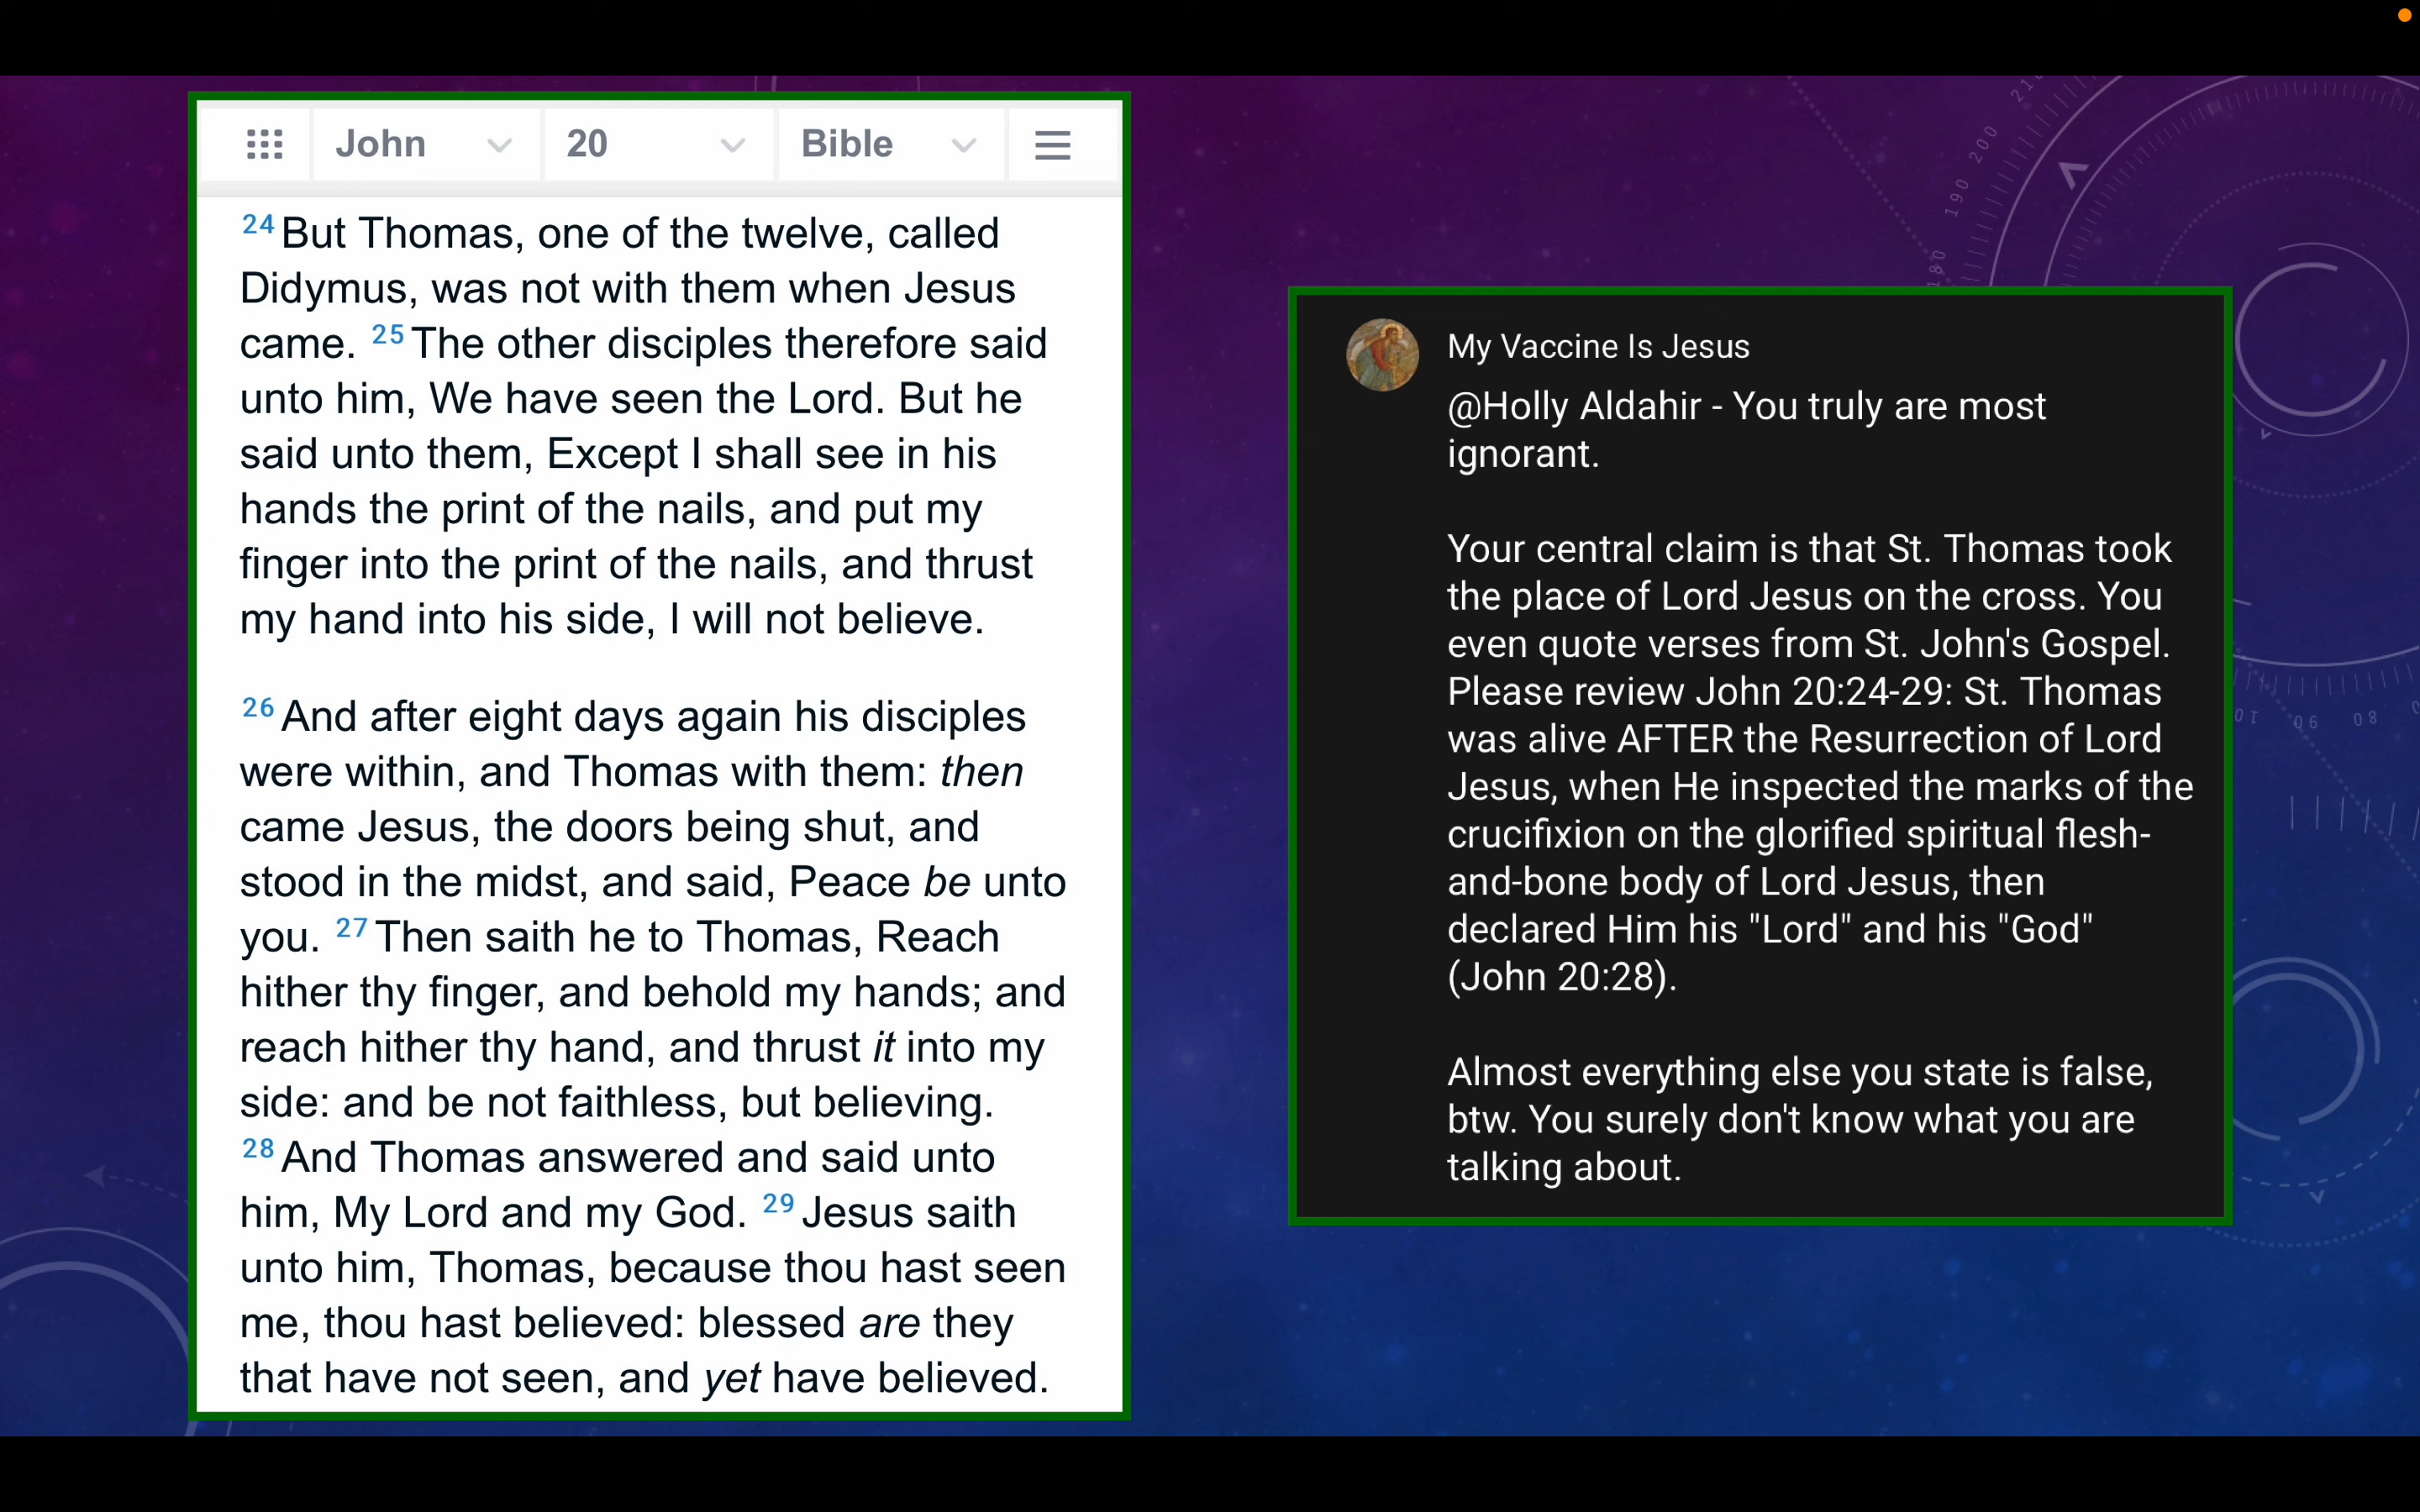 John 20 Bible
24 But Thomas, one of the twelve, called
Didymus, was not with them when Jesus
came. 25 The other disciples therefore said
unto him, We have seen the Lord. But he
said unto them, Except I shall see in his
hands the print of the nails, and put my
finger into the print of the nails, and thrust
my hand into his side, I will not believe.
26 And after eight days again his disciples
were within, and Thomas with them: then
came Jesus, the doors being shut, and
stood in the midst, and said, Peace be unto
you. 27 Then saith he to Thomas, Reach
hither thy finger, and behold my hands; and
reach hither thy hand, and thrust it into my
side: and be not faithless, but believing.
28 And Thomas answered and said unto
him, My Lord and my God. 29 Jesus saith
unto him, Thomas, because thou hast seen
me, thou hast believed: blessed are they
that have not seen, and yet have believed.
My Vaccine Is Jesus
@Holly Aldahir - You truly are most
ignorant.
Your central claim is that St. Thomas took
the place of Lord Jesus on the cross. You
even quote verses from St. John's Gospel.
Please review John 20:24-29: St. Thomas
was alive AFTER the Resurrection of Lord
Jesus, when He inspected the marks of the
crucifixion on the glorified spiritual flesh-
and-bone body of Lord Jesus, then
declared Him his "Lord" and his "God"
(John 20:28).
Almost everything else you state is false,
btw. You surely don't know what you are
talking about.
180 190 200
80 90